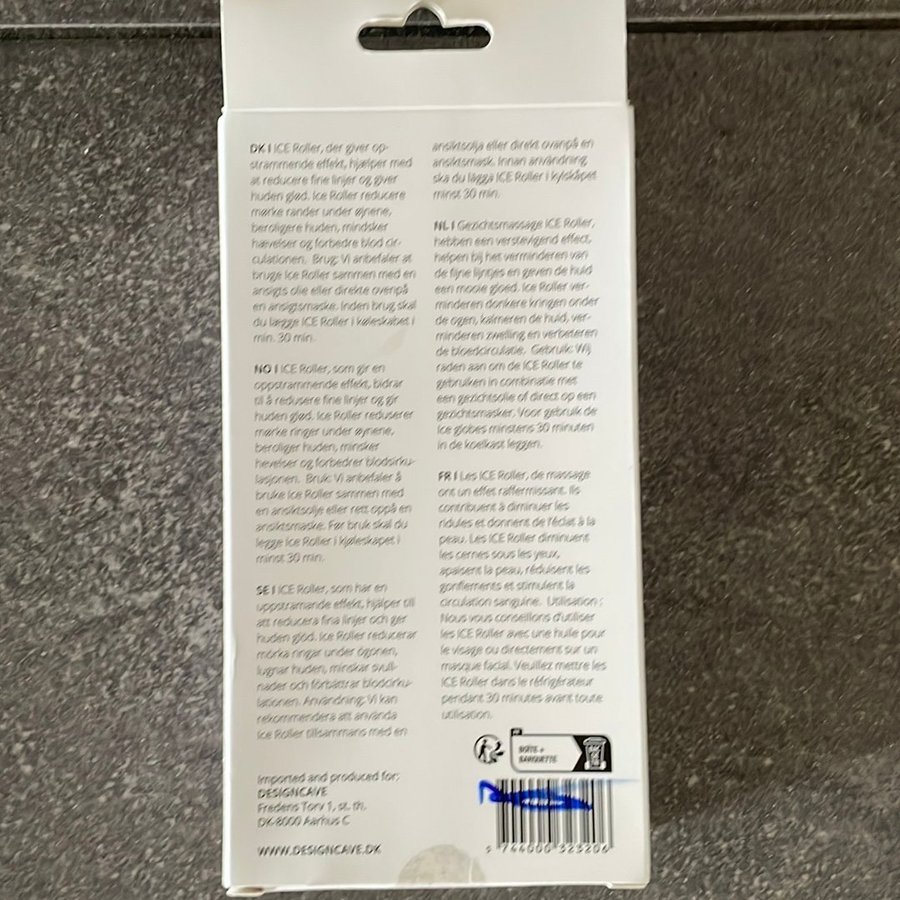 DK I ICE Roller, der giver op-
strammende effekt, hjælper med
at reducere fine linjer og giver
huden glød. Ice Roller reducere
mørke rander under øjnene,
beroligere huden, mindsker
hævelser og forbedre blod cir-
culationen. Brug: Vi anbefaler at
bruge Ice Roller sammen med en
ansigts olie eller direkte ovenpå
en ansigtsmaske. Inden brug skal
du lægge ICE Roller i køleskabet i
min. 30 min.
NO I ICE Roller, som gir en
oppstrammende effekt, bidrar
til å redusere fine linjer og gir
huden glød. Ice Roller reduserer
mørke ringer under øynene,
beroliger huden, minsker
hevelser og forbedrer blodsirku-
lasjonen. Bruk: Vi anbefaler å
bruke Ice Roller sammen med
en ansiktsolje eller rett oppå en
ansiktsmaske. Før bruk skal du
legge Ice Roller i kjøleskapet i
minst 30 min.
SE I ICE Roller, som har en
uppstramande effekt, hjälper till
att reducera fina linjer och ger
huden glöd. Ice Roller reducerar
mörka ringar under ögonen,
lugnar huden, minskar svull-
nader och förbättrar blodcirku-
lationen. Användning: Vi kan
rekommendera att använda
Ice Roller tillsammans med en
ansiktsolja eller direkt ovanpå en
ansiktsmask. Innan användning
ska du lägga ICE Roller i kylskåpet
minst 30 min.
NL I Gezichtsmassage ICE Roller,
hebben een verstevigend effect,
helpen bij het verminderen van
de fijne lijntjes en geven de huid
een mooie gloed. Ice Roller ver-
minderen donkere kringen onder
de ogen, kalmeren de huid, ver-
minderen zwelling en verbeteren
de bloedcirculatie. Gebruik: Wij
raden aan om de ICE Roller te
gebruiken in combinatie met
een gezichtsolie of direct op een
gezichtsmasker. Voor gebruik de
Ice globes minstens 30 minuten
in de koelkast leggen.
FR I Les ICE Roller, de massage
ont un effet raffermissant. Ils
contribuent à diminuer les
ridules et donnent de l'éclat à la
peau. Les ICE Roller diminuent
les cernes sous les yeux,
apaisent la peau, réduisent les
gonflements et stimulent la
circulation sanguine. Utilisation :
Nous vous conseillons d'utiliser
les ICE Roller avec une huile pour
le visage ou directement sur un
masque facial. Veuillez mettre les
ICE Roller dans le réfrigérateur
pendant 30 minutes avant toute
utilisation.
FR
BOÎTE +
BARQUETTE
BAC DE TRI
Imported and produced for:
DESIGNCAVE
Fredens Torv 1, st. th.
DK-8000 Aarhus C
WWW.DESIGNCAVE.DK
9 744000 323206